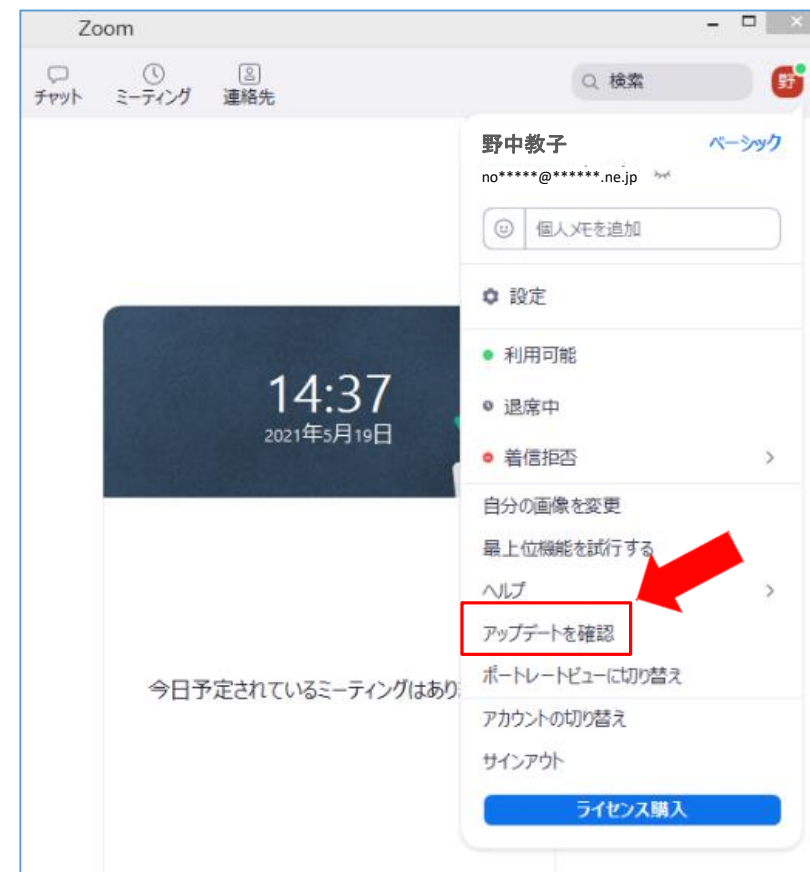 Zoom
チャット
ミーティング
連絡先
検索
野
野中教子
ベーシック
no*****@******.ne.jp
個人メモを追加
設定
14:37
2021年5月19日
利用可能
退席中
着信拒否
自分の画像を変更
最上位機能を試行する
ヘルプ
アップデートを確認
今日予定されているミーティングはあり
ポートレートビューに切り替え
アカウントの切り替え
サインアウト
ライセンス購入